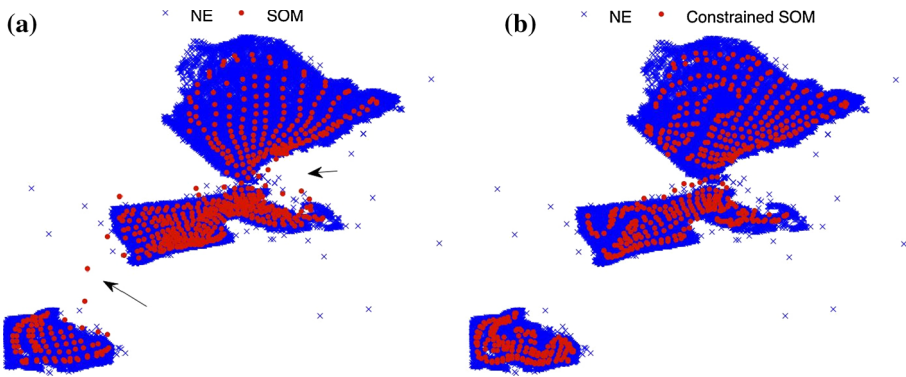 (a)
× NE • SOM
(b)
× NE • Constrained SOM